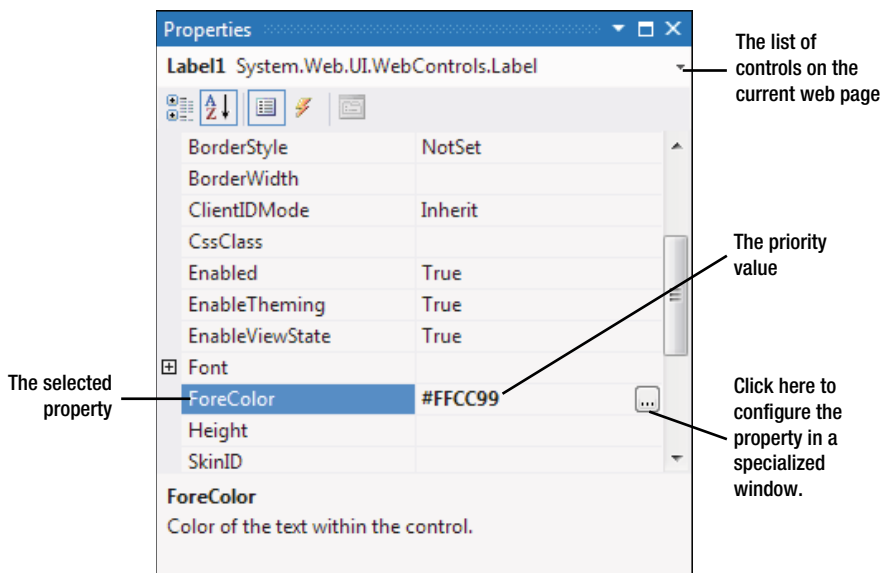 Properties
Label1 System.Web.UI.WebControls.Label
The list of
controls on the
current web page
A
Z
BorderStyle NotSet
BorderWidth
ClientIDMode Inherit
CssClass
Enabled True
EnableTheming True
EnableViewState True
Font
ForeColor #FFCC99 ...
Height
SkinID
The priority
value
The selected
property
Click here to
configure the
property in a
specialized
window.
ForeColor
Color of the text within the control.